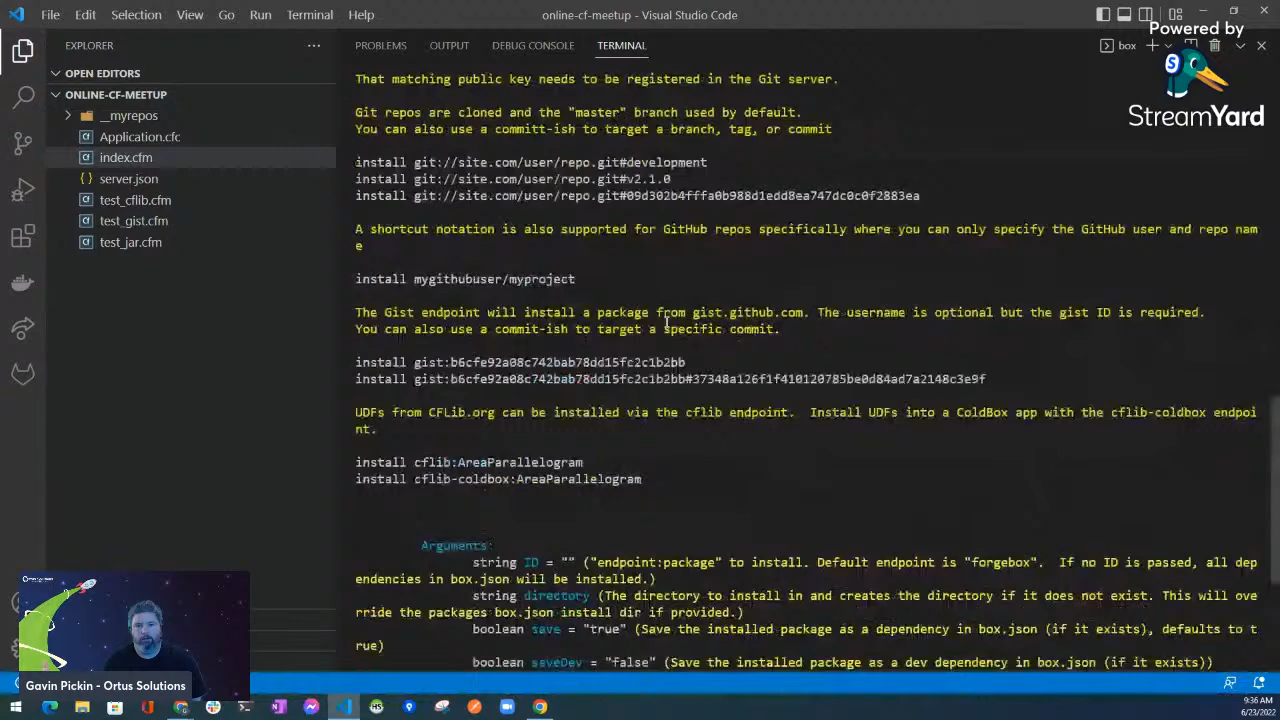 File Edit Selection View Go Run Terminal Help
online-cf-meetup - Visual Studio Code
Powered by
StreamYard
EXPLORER
OPEN EDITORS
ONLINE-CF-MEETUP
__myrepos
Application.cfc
index.cfm
server.json
test_cflib.cfm
test_gist.cfm
test_jar.cfm
PROBLEMS OUTPUT DEBUG CONSOLE TERMINAL
box
That matching public key needs to be registered in the Git server.
Git repos are cloned and the "master" branch used by default.
You can also use a committ-ish to target a branch, tag, or commit
install git://site.com/user/repo.git#development
install git://site.com/user/repo.git#v2.1.0
install git://site.com/user/repo.git#09d302b4fffa0b988d1edd8ea747dc0c0f2883ea
A shortcut notation is also supported for GitHub repos specifically where you can only specify the GitHub user and repo nam
e
install mygithubuser/myproject
The Gist endpoint will install a package from gist.github.com. The username is optional but the gist ID is required.
You can also use a commit-ish to target a specific commit.
install gist:b6cfe92a08c742bab78dd15fc2c1b2bb
install gist:b6cfe92a08c742bab78dd15fc2c1b2bb#37348a126f1f410120785be0d84ad7a2148c3e9f
UDFs from CFLib.org can be installed via the cflib endpoint.  Install UDFs into a ColdBox app with the cflib-coldbox endpoi
nt.
install cflib:AreaParallelogram
install cflib-coldbox:AreaParallelogram
Arguments:
string ID = "" ("endpoint:package" to install. Default endpoint is "forgebox".  If no ID is passed, all dep
endencies in box.json will be installed.)
string directory (The directory to install in and creates the directory if it does not exist. This will ove
rride the packages box.json install dir if provided.)
boolean save = "true" (Save the installed package as a dependency in box.json (if it exists), defaults to t
rue)
boolean saveDev = "false" (Save the installed package as a dev dependency in box.json (if it exists))
Gavin Pickin - Ortus Solutions
9:36 AM
6/23/2022